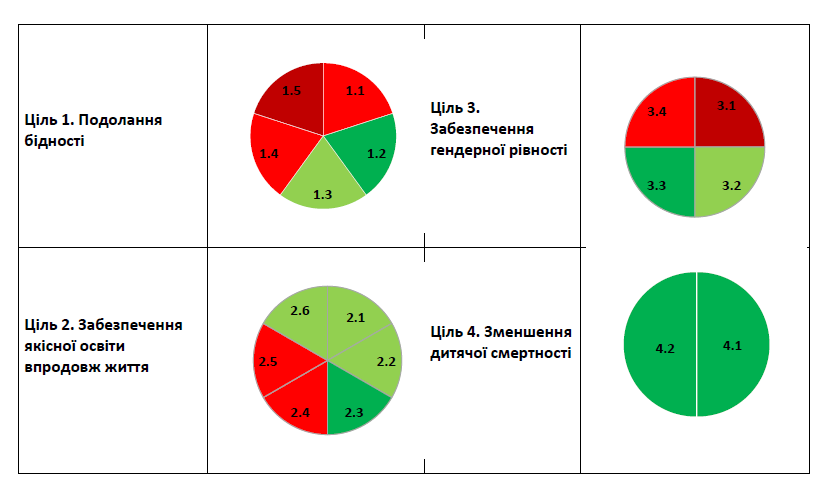 Ціль 1. Подолання
бідності
1.5
1.1
1.4
1.2
1.3
Ціль 3.
Забезпечення
гендерної рівності
3.4
3.1
3.3
3.2
Ціль 2. Забезпечення
якісної освіти
впродовж життя
2.6
2.1
2.5
2.2
2.4
2.3
Ціль 4. Зменшення
дитячої смертності
4.2
4.1